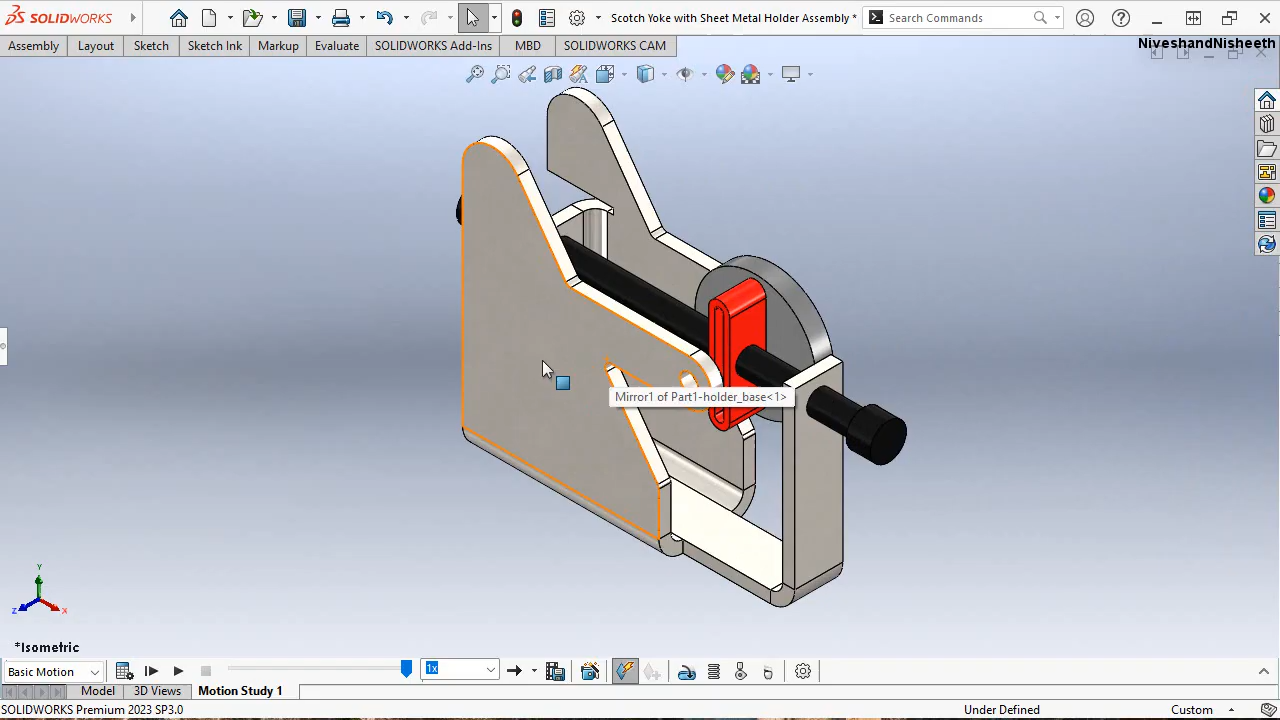 SOLIDWORKS
Scotch Yoke with Sheet Metal Holder Assembly *
Search Commands
Assembly
Layout
Sketch
Sketch Ink
Markup
Evaluate
SOLIDWORKS Add-Ins
MBD
SOLIDWORKS CAM
NiveshandNisheeth
Mirror1 of Part1-holder_base<1>
Y
Z
X
*Isometric
Basic Motion
1x
Model
3D Views
Motion Study 1
SOLIDWORKS Premium 2023 SP3.0
Under Defined
Custom